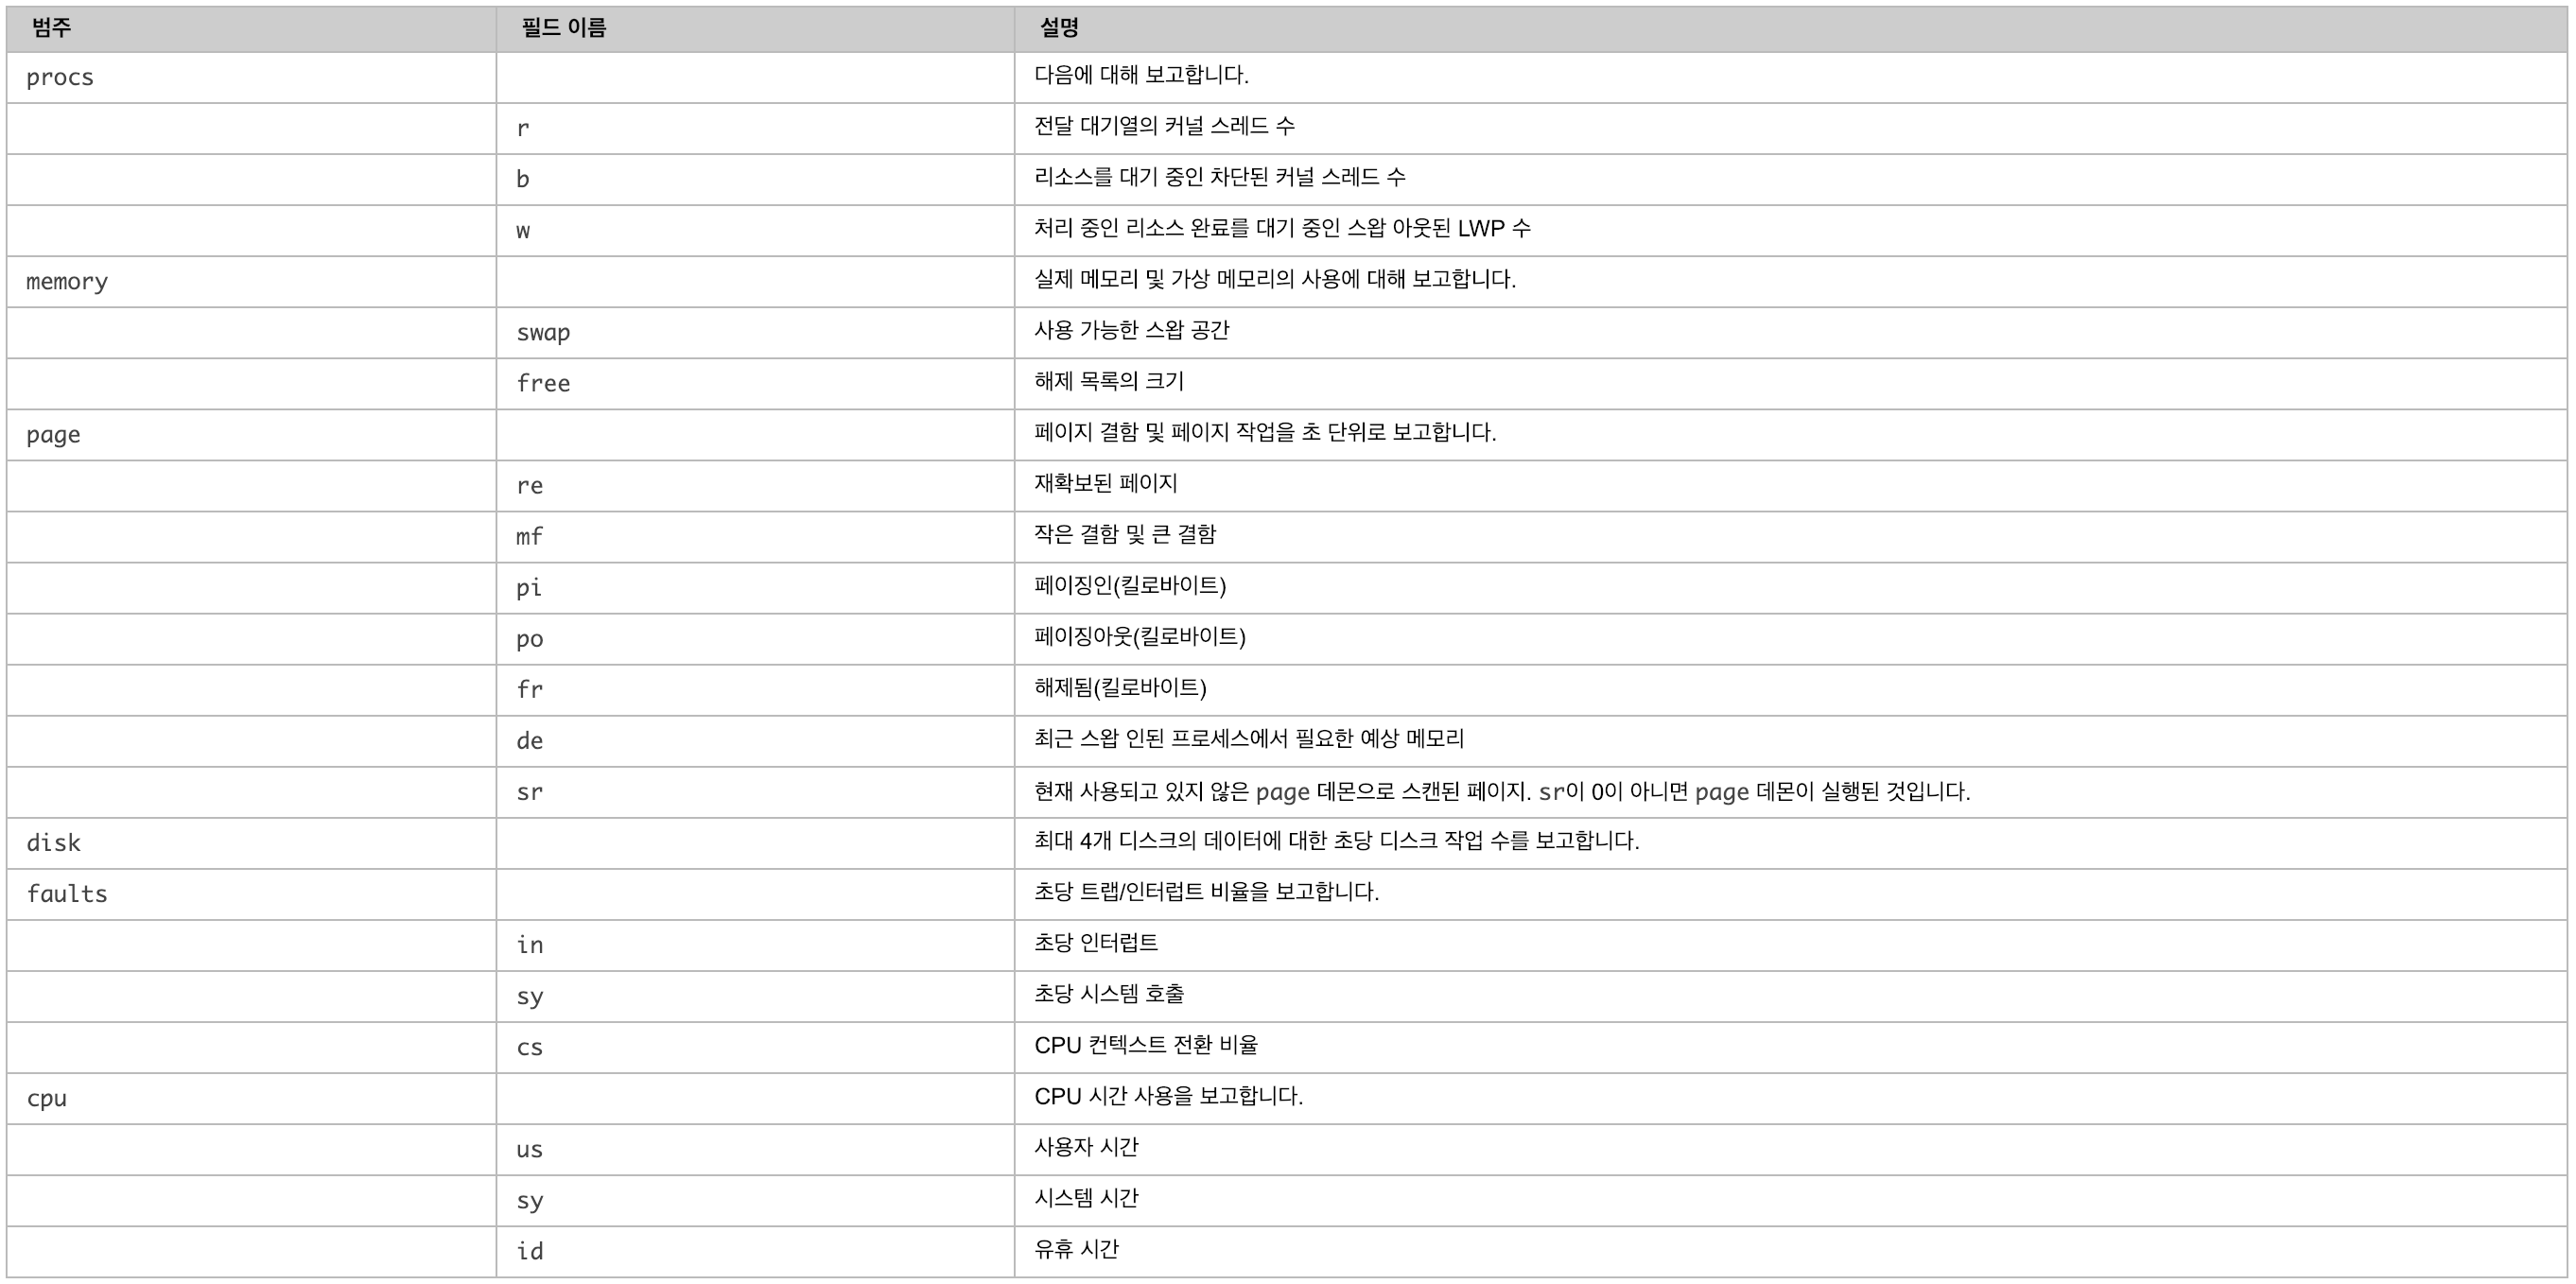 범주 필드 이름 설명
procs 다음에 대해 보고합니다.
r 전달 대기열의 커널 스레드 수
b 리소스를 대기 중인 차단된 커널 스레드 수
w 처리 중인 리소스 완료를 대기 중인 스왑 아웃된 LWP 수
memory 실제 메모리 및 가상 메모리의 사용에 대해 보고합니다.
swap 사용 가능한 스왑 공간
free 해제 목록의 크기
page 페이지 결함 및 페이지 작업을 초 단위로 보고합니다.
re 재확보된 페이지
mf 작은 결함 및 큰 결함
pi 페이징인(킬로바이트)
po 페이징아웃(킬로바이트)
fr 해제됨(킬로바이트)
de 최근 스왑 인된 프로세스에서 필요한 예상 메모리
sr 현재 사용되고 있지 않은 page 데몬으로 스캔된 페이지. sr이 0이 아니면 page 데몬이 실행된 것입니다.
disk 최대 4개 디스크의 데이터에 대한 초당 디스크 작업 수를 보고합니다.
faults 초당 트랩/인터럽트 비율을 보고합니다.
in 초당 인터럽트
sy 초당 시스템 호출
cs CPU 컨텍스트 전환 비율
cpu CPU 시간 사용을 보고합니다.
us 사용자 시간
sy 시스템 시간
id 유휴 시간